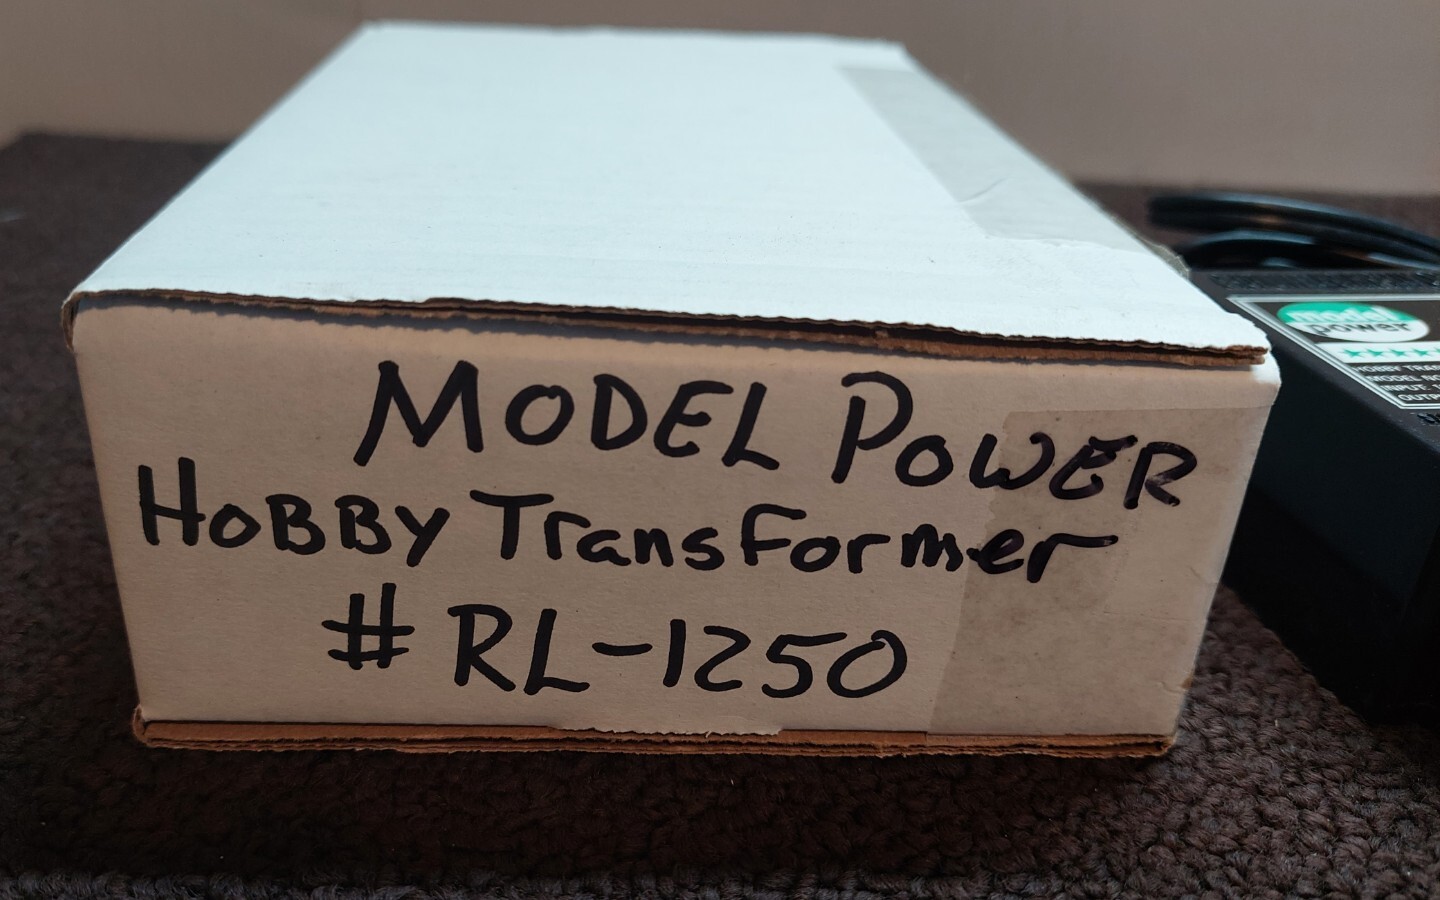 MODEL POWER
HOBBY Transformer
# RL-1250
model
power